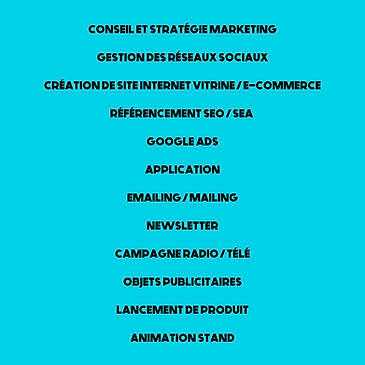 CONSEIL ET STRATÉGIE MARKETING
GESTION DES RÉSEAUX SOCIAUX
CRÉATION DE SITE INTERNET VITRINE / E-COMMERCE
RÉFÉRENCEMENT SEO / SEA
GOOGLE ADS
APPLICATION
EMAILING / MAILING
NEWSLETTER
CAMPAGNE RADIO / TÉLÉ
OBJETS PUBLICITAIRES
LANCEMENT DE PRODUIT
ANIMATION STAND